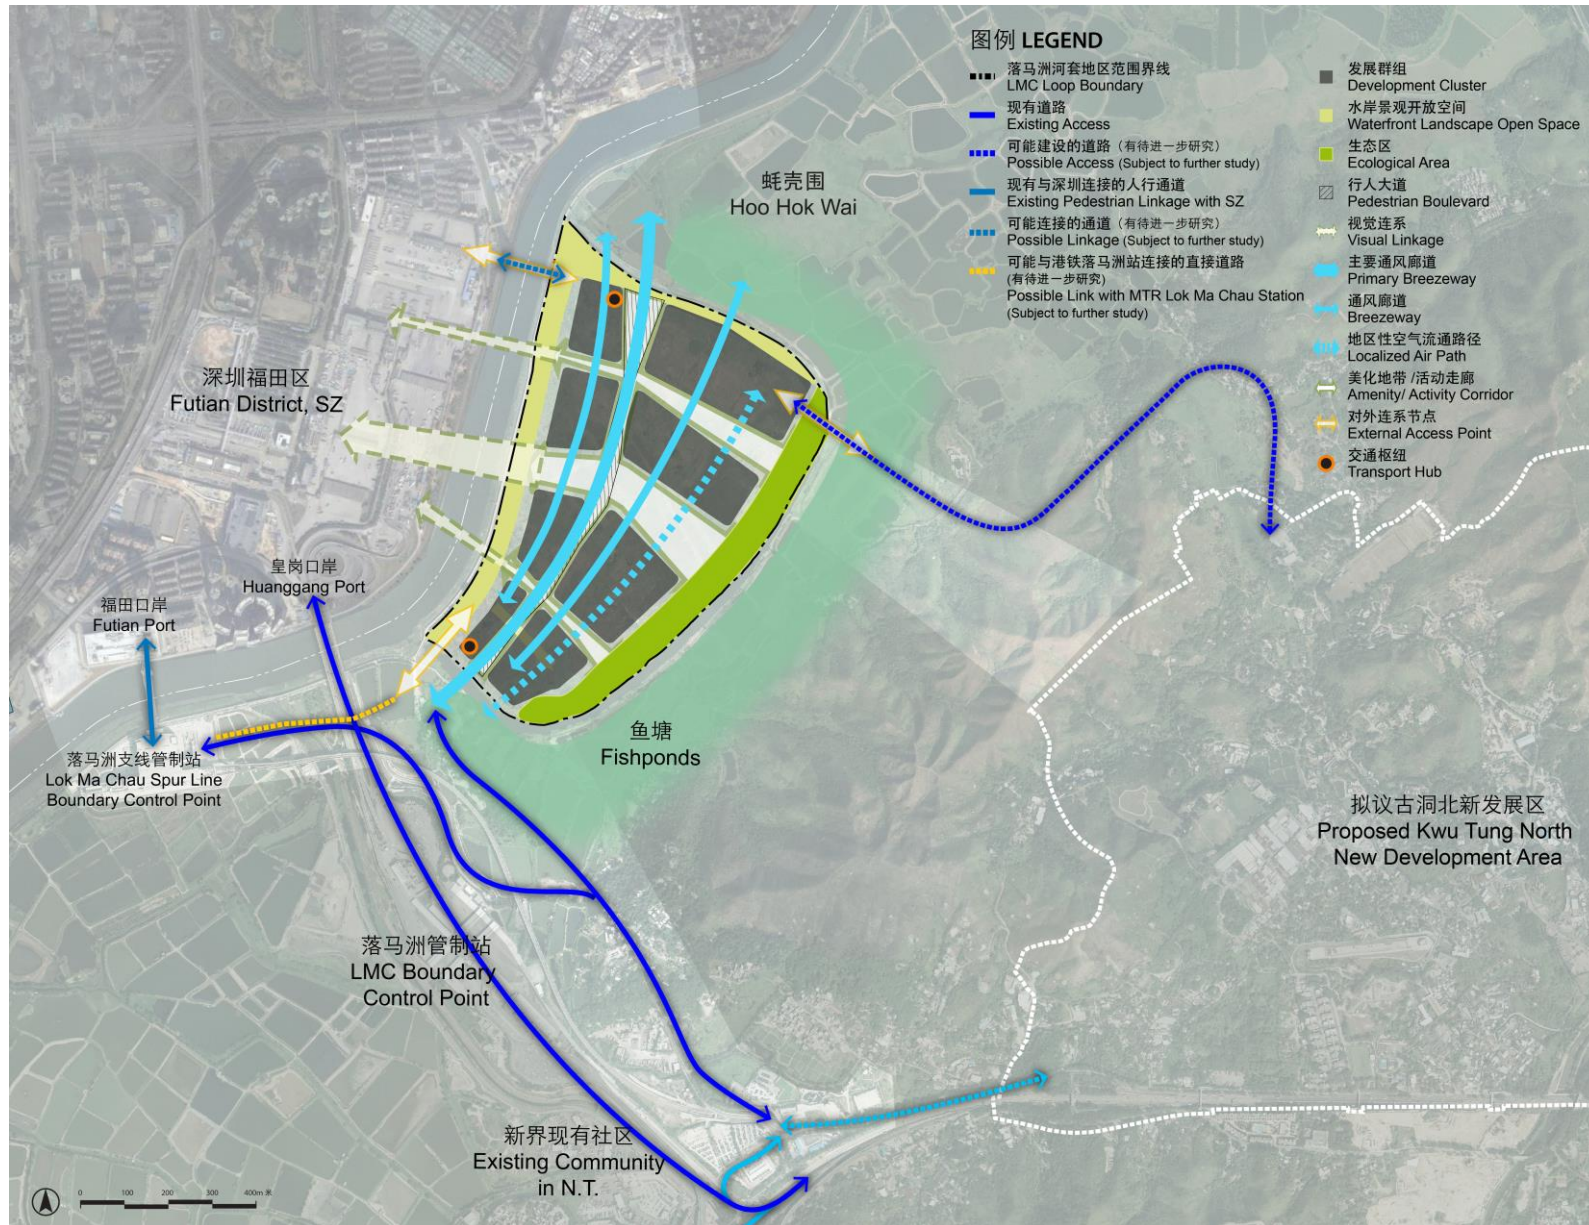 图例 LEGEND
落马洲河套地区范围界线
LMC Loop Boundary
现有道路
Existing Access
可能建设的道路（有待进一步研究）
Possible Access (Subject to further study)
现有与深圳连接的人行通道
Existing Pedestrian Linkage with SZ
可能连接的通道（有待进一步研究）
Possible Linkage (Subject to further study)
可能与港铁落马洲站连接的直接道路
(有待进一步研究)
Possible Link with MTR Lok Ma Chau Station
(Subject to further study)
发展群组
Development Cluster
水岸景观开放空间
Waterfront Landscape Open Space
生态区
Ecological Area
行人大道
Pedestrian Boulevard
视觉连系
Visual Linkage
主要通风廊道
Primary Breezeway
通风廊道
Breezeway
地区性空气流通路径
Localized Air Path
美化地带 /活动走廊
Amenity/ Activity Corridor
对外连系节点
External Access Point
交通枢纽
Transport Hub
蚝壳围
Hoo Hok Wai
深圳福田区
Futian District, SZ
皇岗口岸
Huanggang Port
福田口岸
Futian Port
落马洲支线管制站
Lok Ma Chau Spur Line
Boundary Control Point
鱼塘
Fishponds
拟议古洞北新发展区
Proposed Kwu Tung North
New Development Area
落马洲管制站
LMC Boundary
Control Point
新界现有社区
Existing Community
in N.T.
0 100 200 300 400m 米